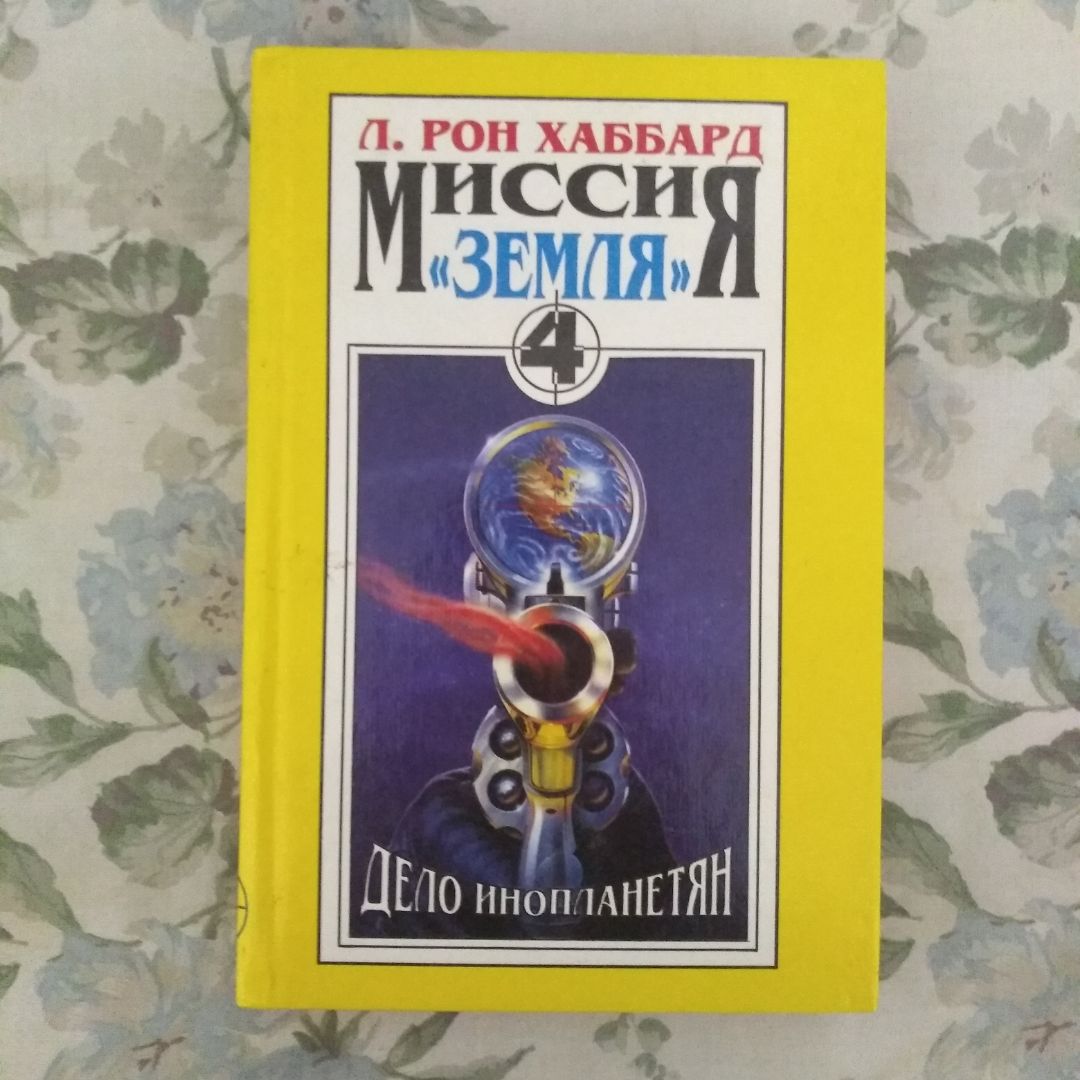 Л. РОН ХАББАРД
МИССИЯ
«ЗЕМЛЯ»
4
ДЕЛО ИНОПЛАНЕТЯН